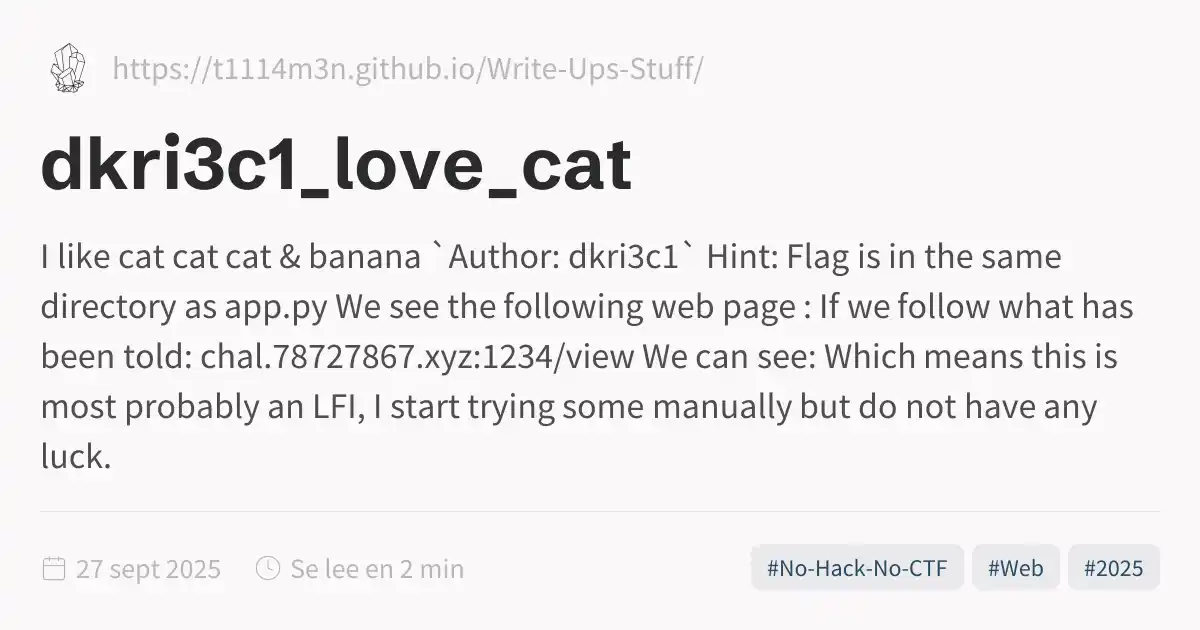 https://t1114m3n.github.io/Write-Ups-Stuff/
dkri3c1_love_cat
I like cat cat cat & banana `Author: dkri3c1` Hint: Flag is in the same
directory as app.py We see the following web page : If we follow what has
been told: chal.78727867.xyz:1234/view We can see: Which means this is
most probably an LFI, I start trying some manually but do not have any
luck.
27 sept 2025
Se lee en 2 min
#No-Hack-No-CTF
#Web
#2025